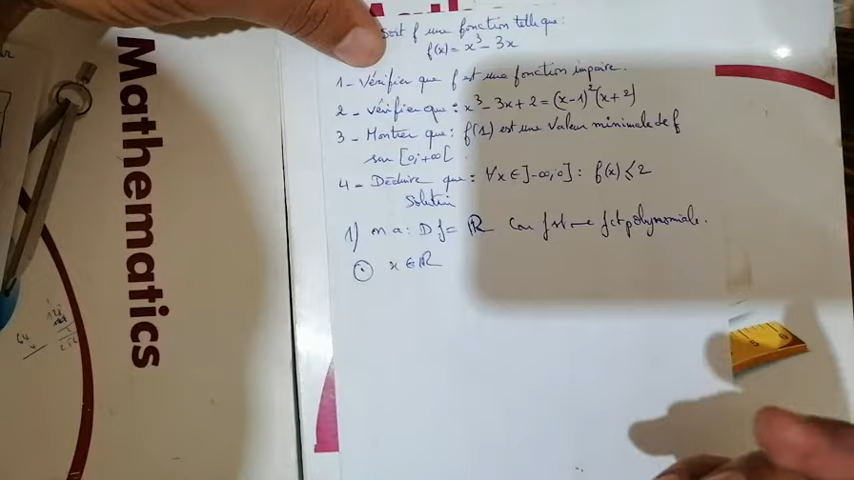 Mathematics
Soit f une fonction telle que:
f(x) = x³ - 3x
1 - Vérifier que f est une fonction impaire.
2 - Vérifier que : x³ - 3x + 2 = (x-1)²(x+2)
3 - Montrer que : f(1) est une valeur minimale de f
sur [0;+∞[
4 - Déduire que : ∀x ∈ ]-∞;0] : f(x) ≤ 2
Solution
1) on a : Df = ℝ Car f est une fct polynomiale.
x ∈ ℝ